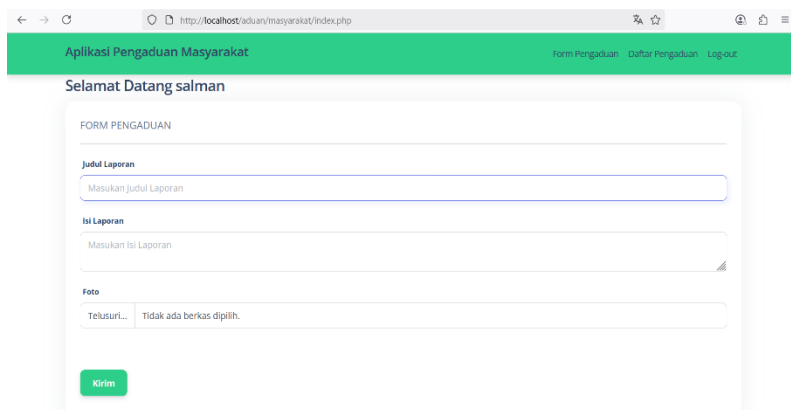 http://localhost/aduan/masyarakat/index.php
Aplikasi Pengaduan Masyarakat
Form Pengaduan Daftar Pengaduan Log-out
Selamat Datang salman
FORM PENGADUAN
Judul Laporan
Masukan Judul Laporan
Isi Laporan
Masukan Isi Laporan
Foto
Telusuri... Tidak ada berkas dipilih.
Kirim